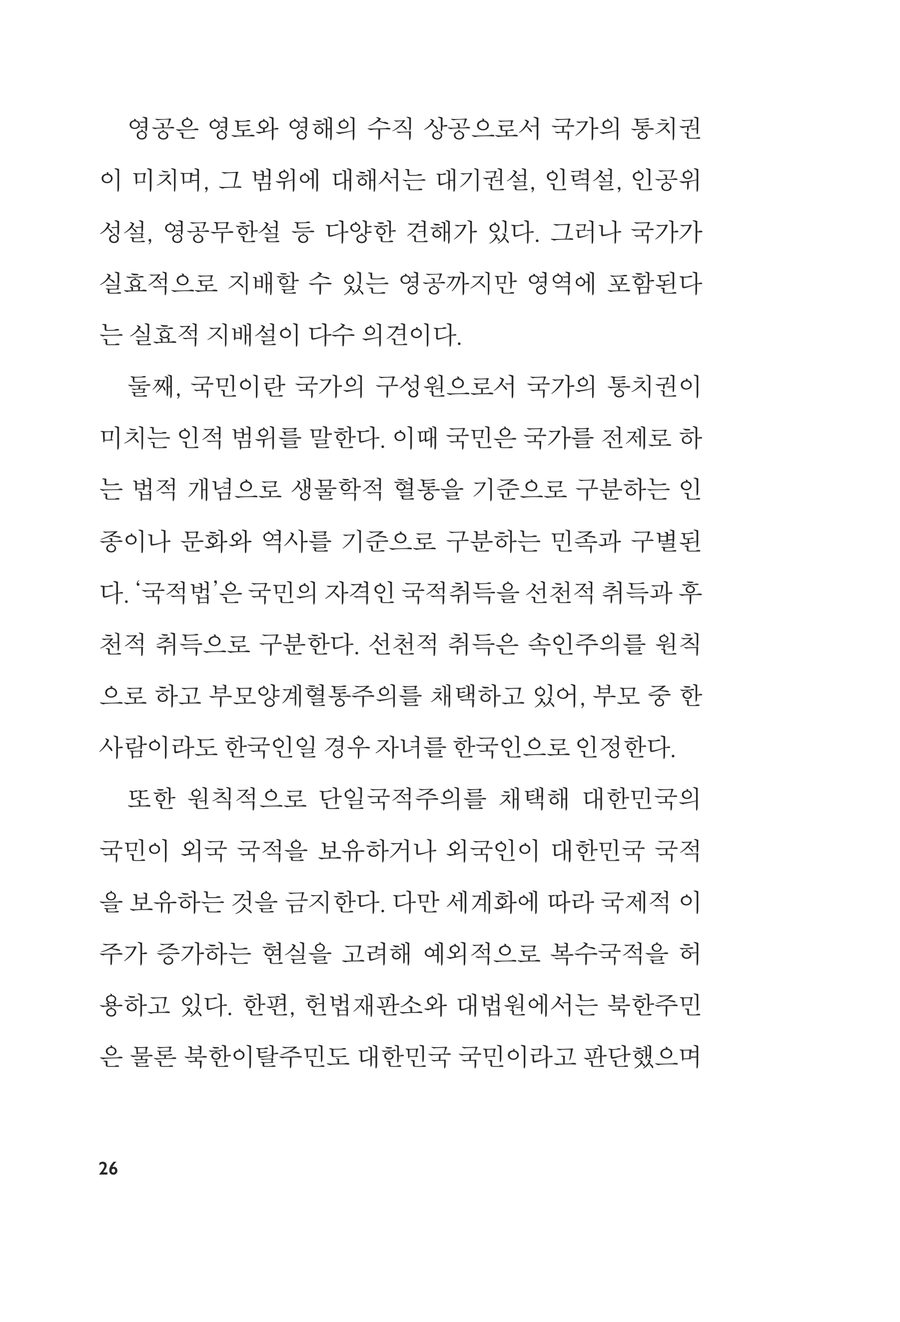 영공은 영토와 영해의 수직 상공으로서 국가의 통치권
이 미치며, 그 범위에 대해서는 대기권설, 인력설, 인공위
성설, 영공무한설 등 다양한 견해가 있다. 그러나 국가가
실효적으로 지배할 수 있는 영공까지만 영역에 포함된다
는 실효적 지배설이 다수 의견이다.
둘째, 국민이란 국가의 구성원으로서 국가의 통치권이
미치는 인적 범위를 말한다. 이때 국민은 국가를 전제로 하
는 법적 개념으로 생물학적 혈통을 기준으로 구분하는 인
종이나 문화와 역사를 기준으로 구분하는 민족과 구별된
다. ‘국적법’은 국민의 자격인 국적취득을 선천적 취득과 후
천적 취득으로 구분한다. 선천적 취득은 속인주의를 원칙
으로 하고 부모양계혈통주의를 채택하고 있어, 부모 중 한
사람이라도 한국인일 경우 자녀를 한국인으로 인정한다.
또한 원칙적으로 단일국적주의를 채택해 대한민국의
국민이 외국 국적을 보유하거나 외국인이 대한민국 국적
을 보유하는 것을 금지한다. 다만 세계화에 따라 국제적 이
주가 증가하는 현실을 고려해 예외적으로 복수국적을 허
용하고 있다. 한편, 헌법재판소와 대법원에서는 북한주민
은 물론 북한이탈주민도 대한민국 국민이라고 판단했으며
26